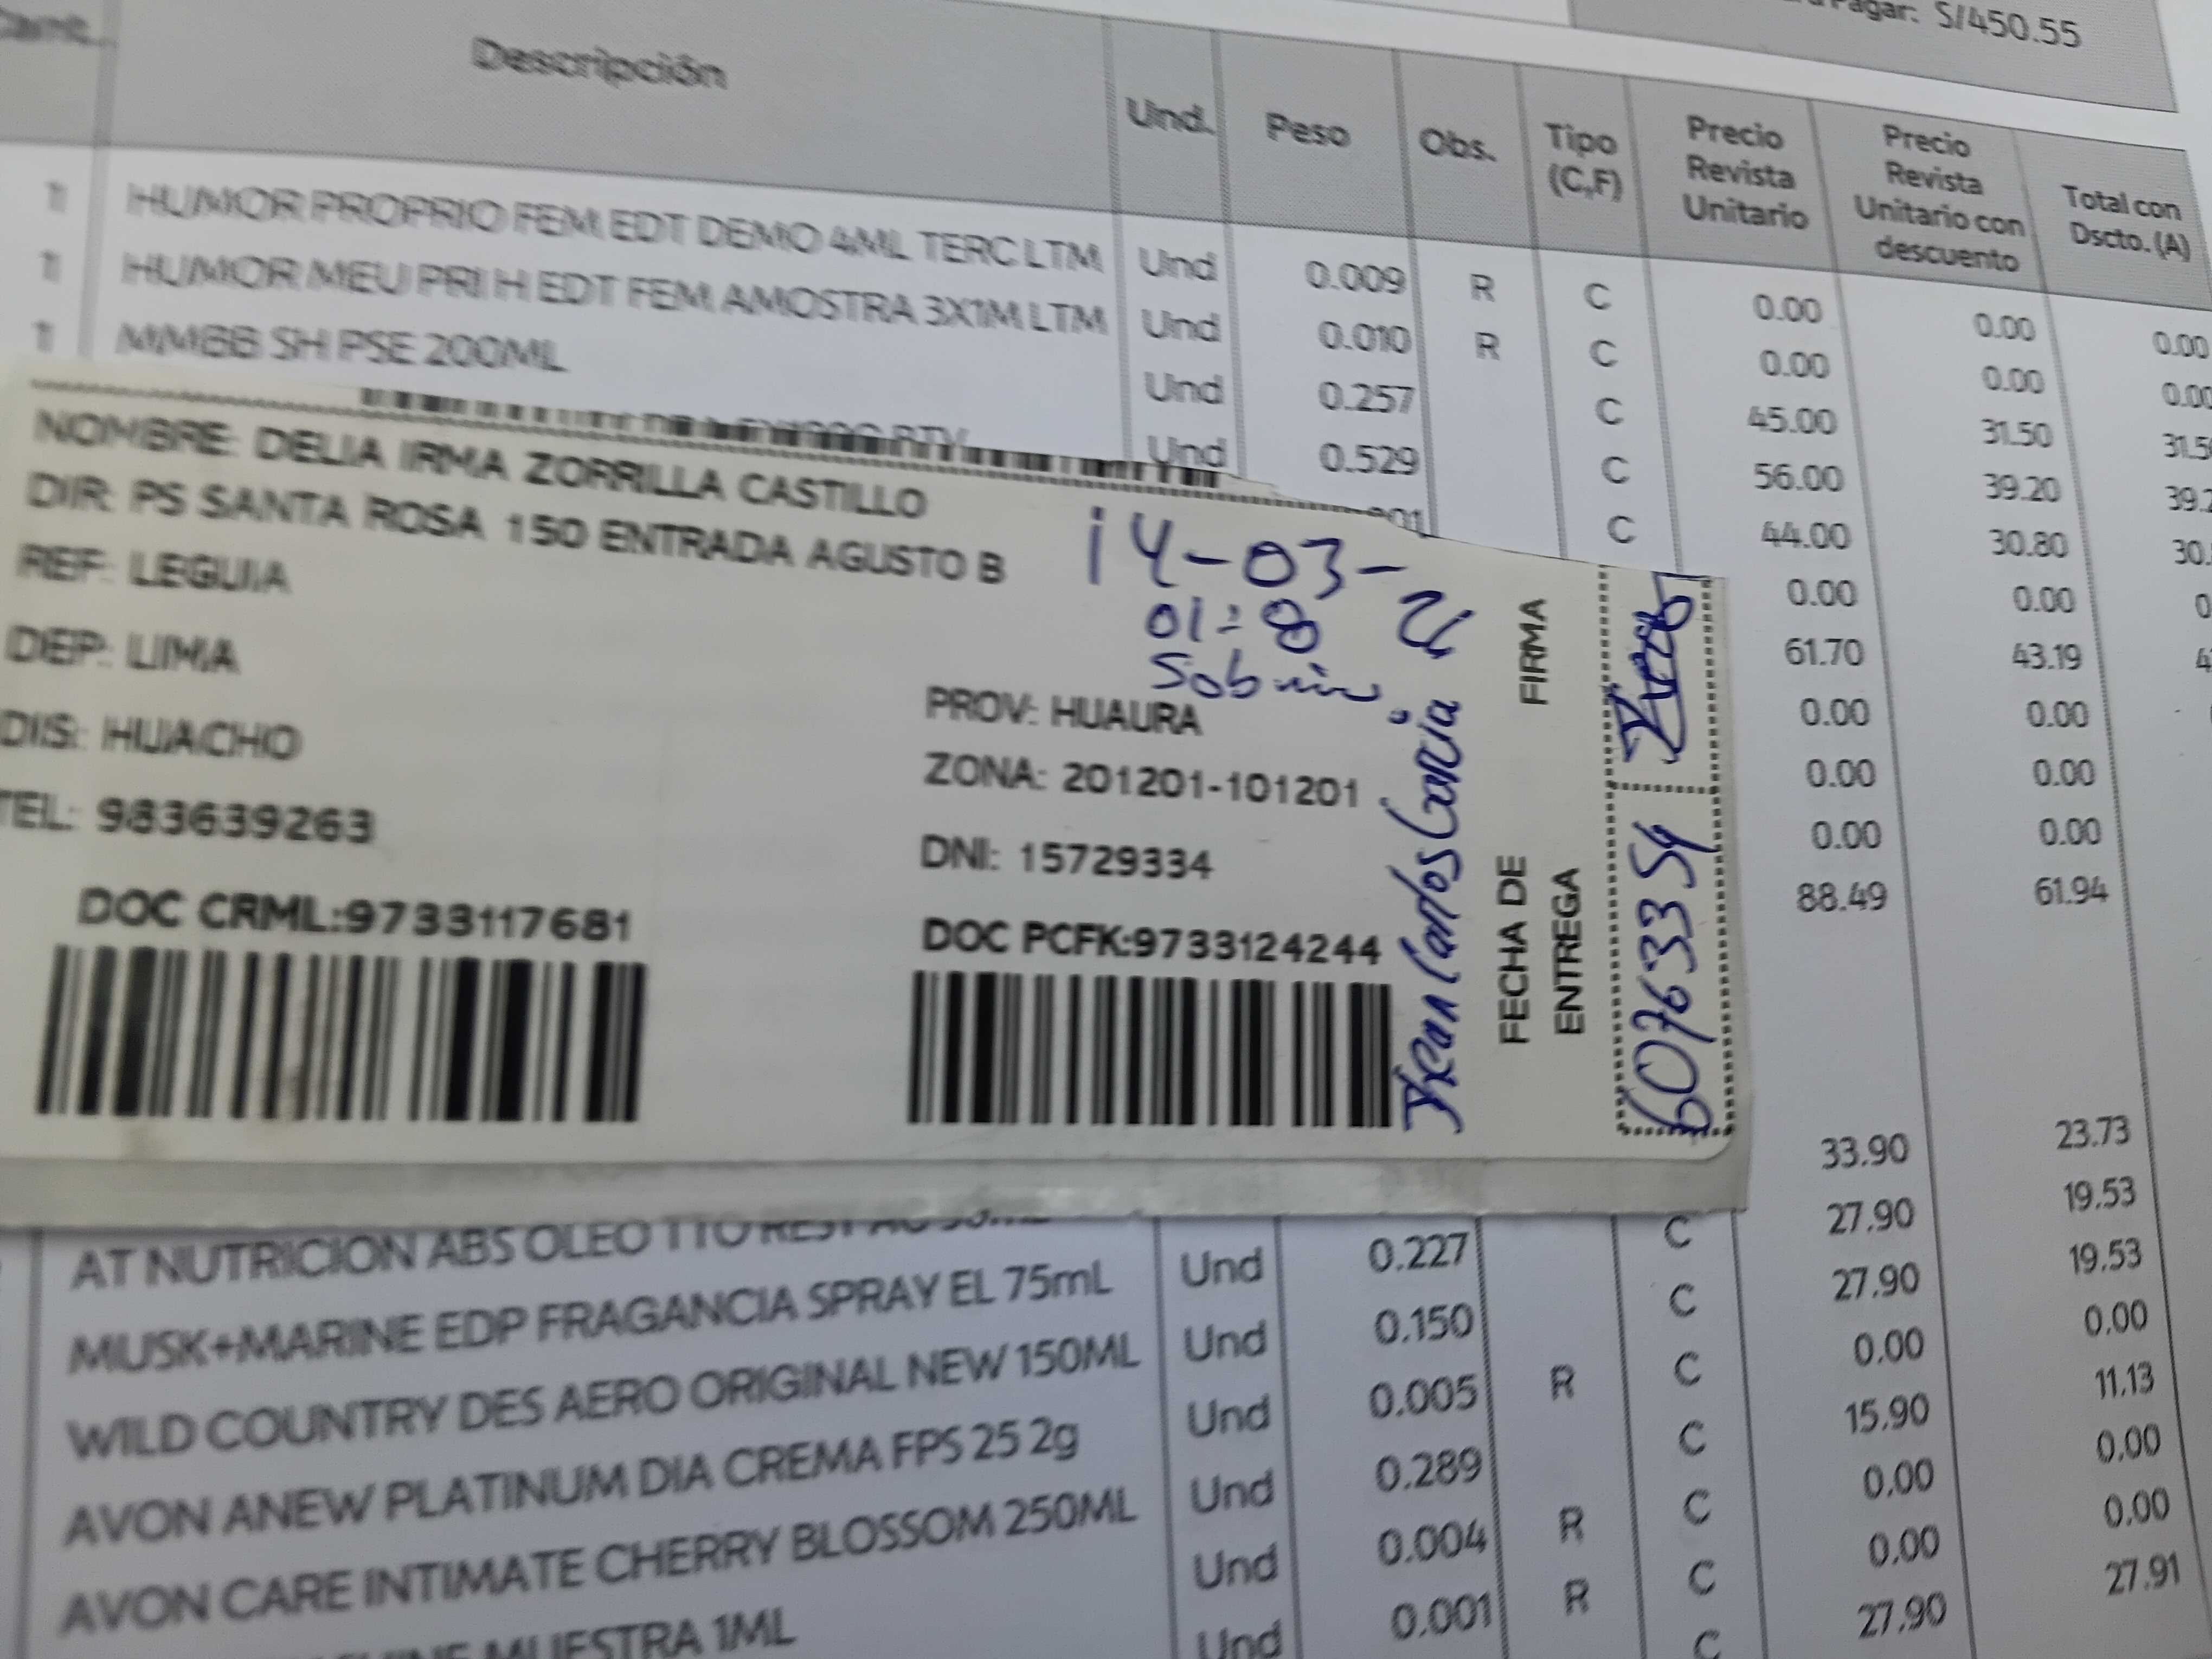 Pagar: S/450.55
Cant. Descripción Und. Peso Obs. Tipo (C,F) Precio Revista Unitario Precio Revista Unitario con descuento Total con Dscto. (A)
1 HUMOR PROPRIO FEM EDT DEMO 4ML TERC LTM Und 0.009 R C 0.00 0.00 0.00
1 HUMOR MEU PRI H EDT FEM AMOSTRA 3X1M LTM Und 0.010 R C 0.00 0.00 0.00
1 MMBB SH PSE 200ML Und 0.257 C 45.00 31.50
Und 0.529 C 56.00 39.20
C 44.00 30.80
0.00 0.00
61.70 43.19
0.00 0.00
0.00 0.00
0.00 0.00
88.49 61.94
NOMBRE: DELIA IRMA ZORRILLA CASTILLO
DIR: PS SANTA ROSA 150 ENTRADA AGUSTO B
REF: LEGUIA
DEP: LIMA
PROV: HUAURA
DIS: HUACHO
ZONA: 201201-101201
TEL: 983639263
DNI: 15729334
DOC CRML:9733117681
DOC PCFK:9733124244
14-03-
Sobrino
Jhean Carlos Garcia
FIRMA
FECHA DE
ENTREGA
60763354
33.90 23.73
AT NUTRICION ABS OLEO TTO C 27.90 19.53
MUSK+MARINE EDP FRAGANCIA SPRAY EL 75mL Und 0.227 C 27.90 19.53
WILD COUNTRY DES AERO ORIGINAL NEW 150ML Und 0.150 C 0.00 0.00
AVON ANEW PLATINUM DIA CREMA FPS 25 2g Und 0.005 R C 15.90 11.13
AVON CARE INTIMATE CHERRY BLOSSOM 250ML Und 0.289 C 0.00 0.00
MUESTRA 1ML Und 0.004 R C 0.00 0.00
Und 0.001 R C 27.90 27.91